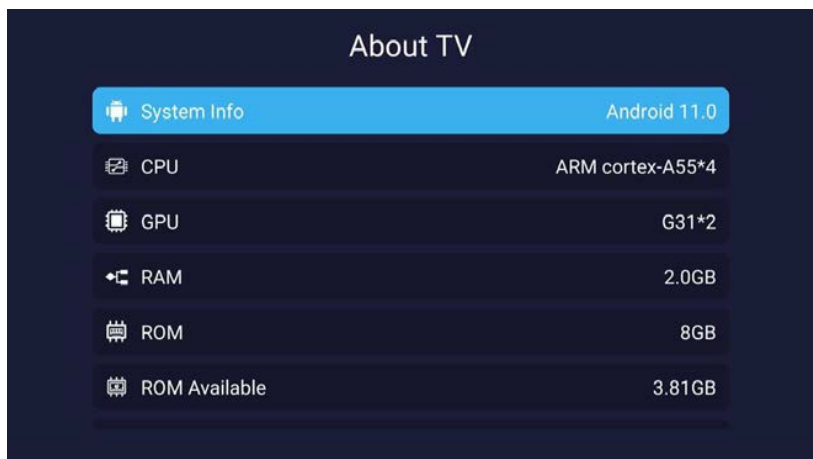 About TV
System Info Android 11.0
CPU ARM cortex-A55*4
GPU G31*2
RAM 2.0GB
ROM 8GB
ROM Available 3.81GB